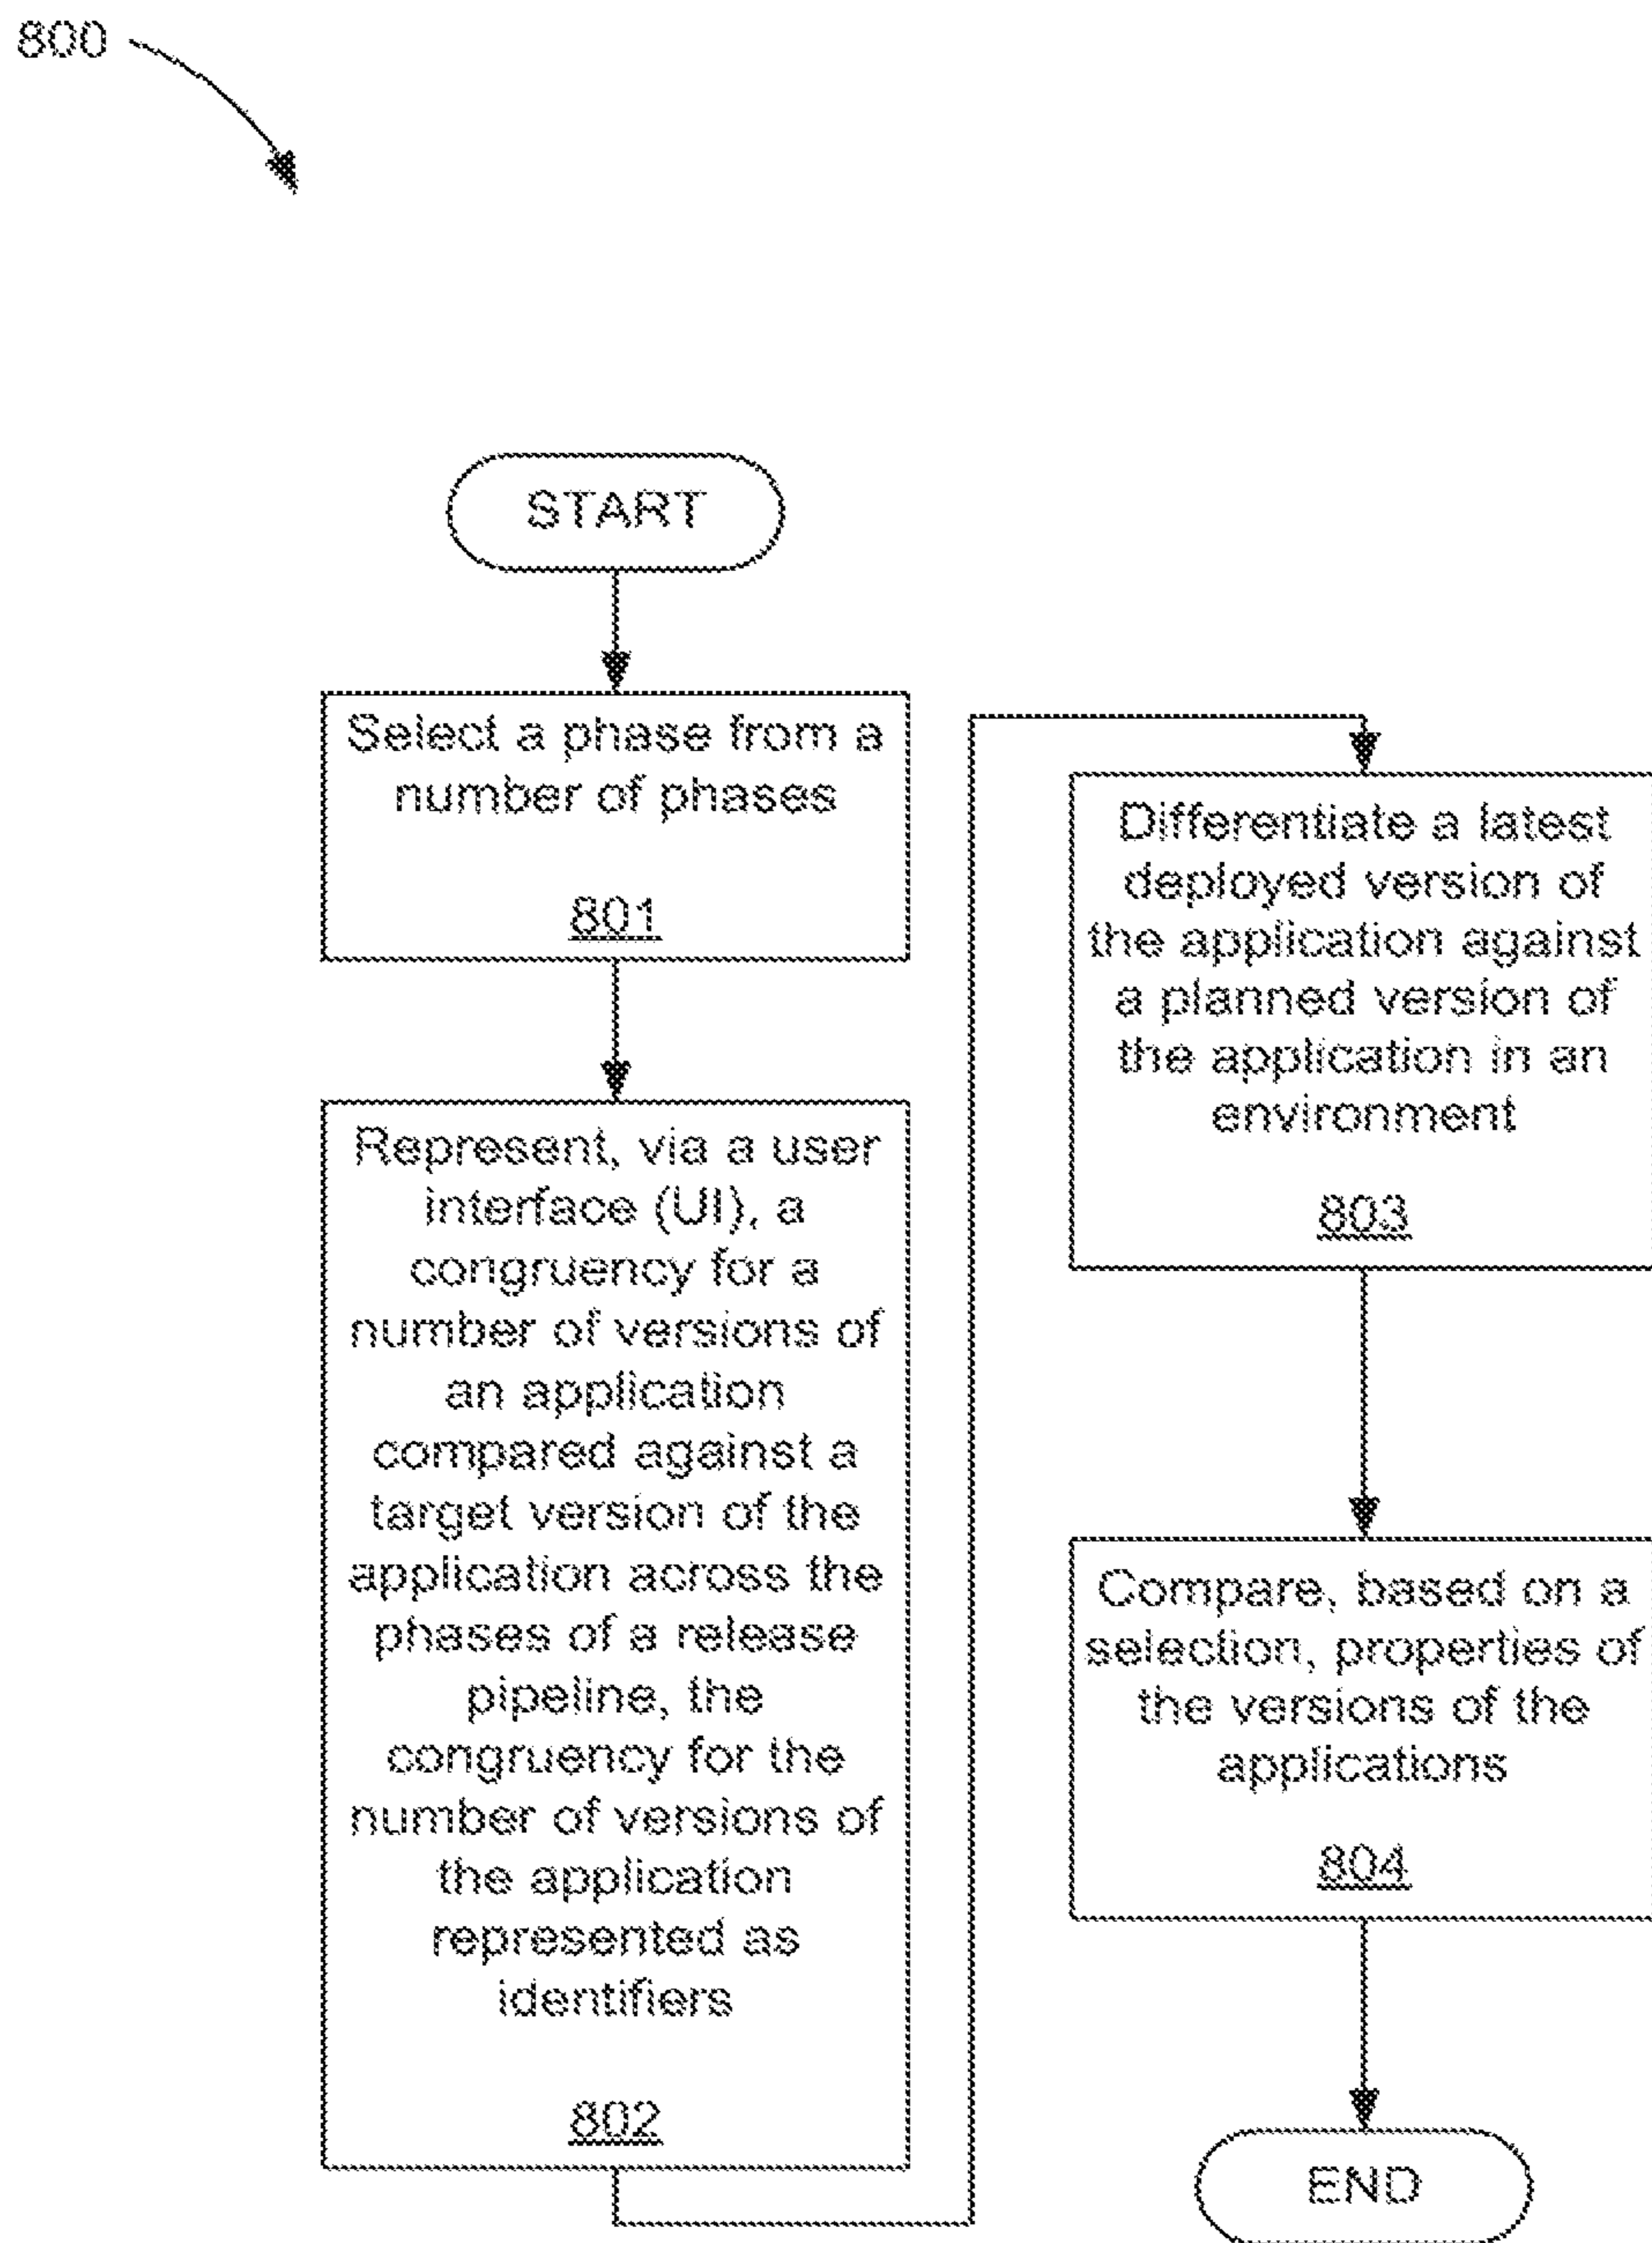 800
START
Select a phase from a
number of phases
801
Represent, via a user
interface (UI), a
congruency for a
number of versions of
an application
compared against a
target version of the
application across the
phases of a release
pipeline, the
congruency for the
number of versions of
the application
represented as
identifiers
802
Differentiate a latest
deployed version of
the application against
a planned version of
the application in an
environment
803
Compare, based on a
selection, properties of
the versions of the
applications
804
END